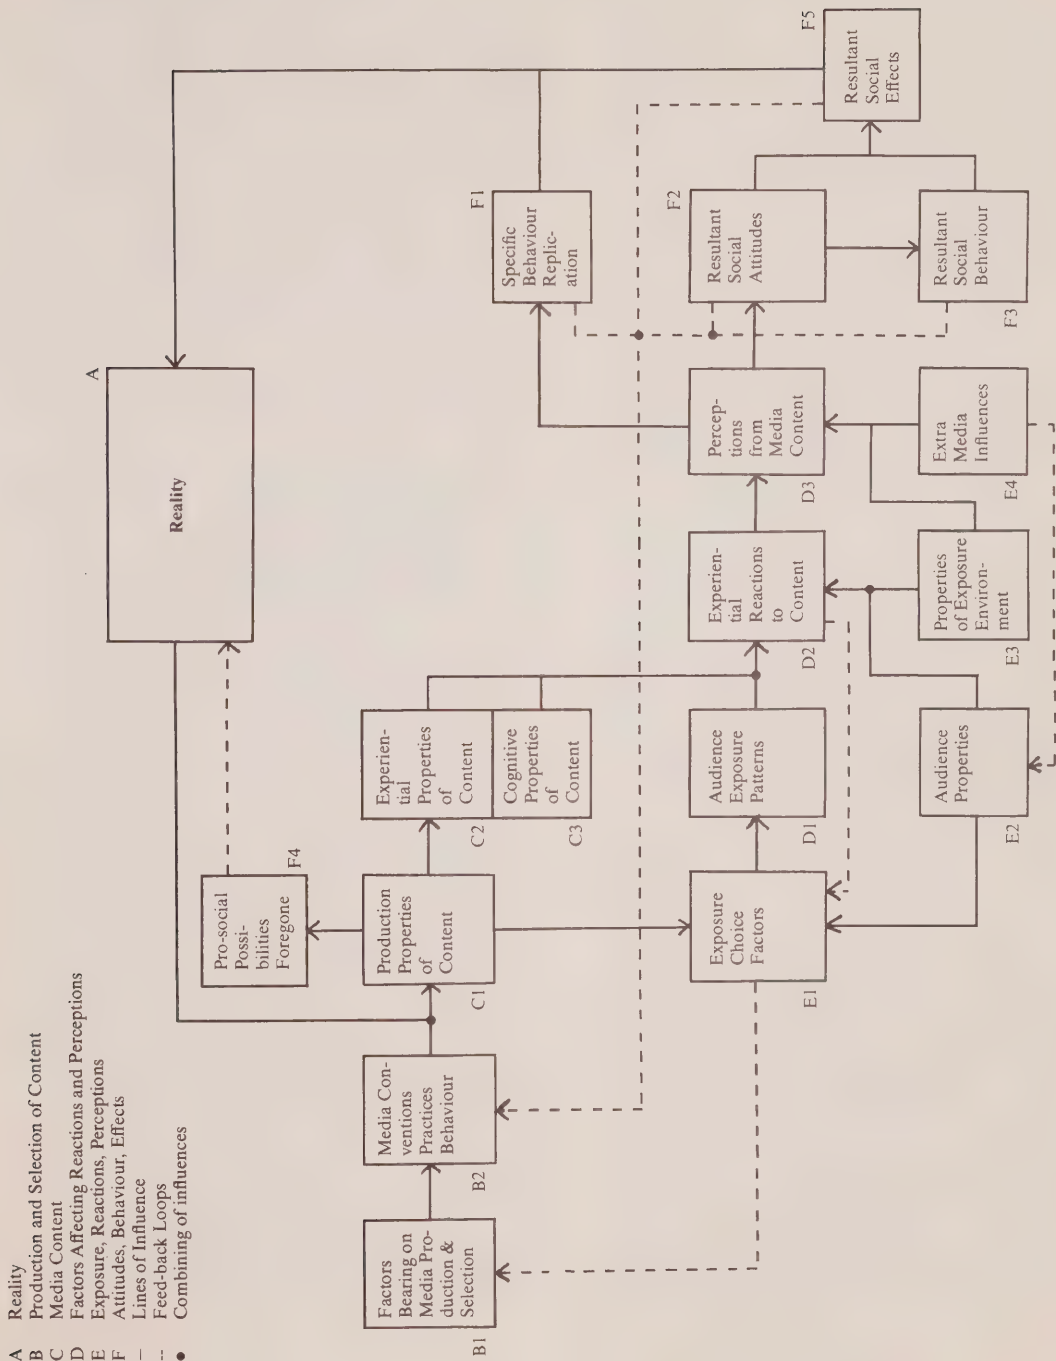 A Reality
B Production and Selection of Content
C Media Content
D Factors Affecting Reactions and Perceptions
E Exposure, Reactions, Perceptions
F Attitudes, Behaviour, Effects
– Lines of Influence
-- Feed-back Loops
● Combining of influences
A
Reality
F4
Pro-social
Possi-
bilities
Foregone
B1
Factors
Bearing on
Media Pro-
duction &
Selection
B2
Media Con-
ventions
Practices
Behaviour
C1
Production
Properties
of
Content
C2
Experien-
tial
Properties
of
Content
C3
Cognitive
Properties
of
Content
F1
Specific
Behaviour
Replic-
ation
E1
Exposure
Choice
Factors
D1
Audience
Exposure
Patterns
D2
Experien-
tial
Reactions
to
Content
D3
Percep-
tions
from
Media
Content
F2
Resultant
Social
Attitudes
F5
Resultant
Social
Effects
E2
Audience
Properties
E3
Properties
of Exposure
Environ-
ment
E4
Extra
Media
Influences
F3
Resultant
Social
Behaviour